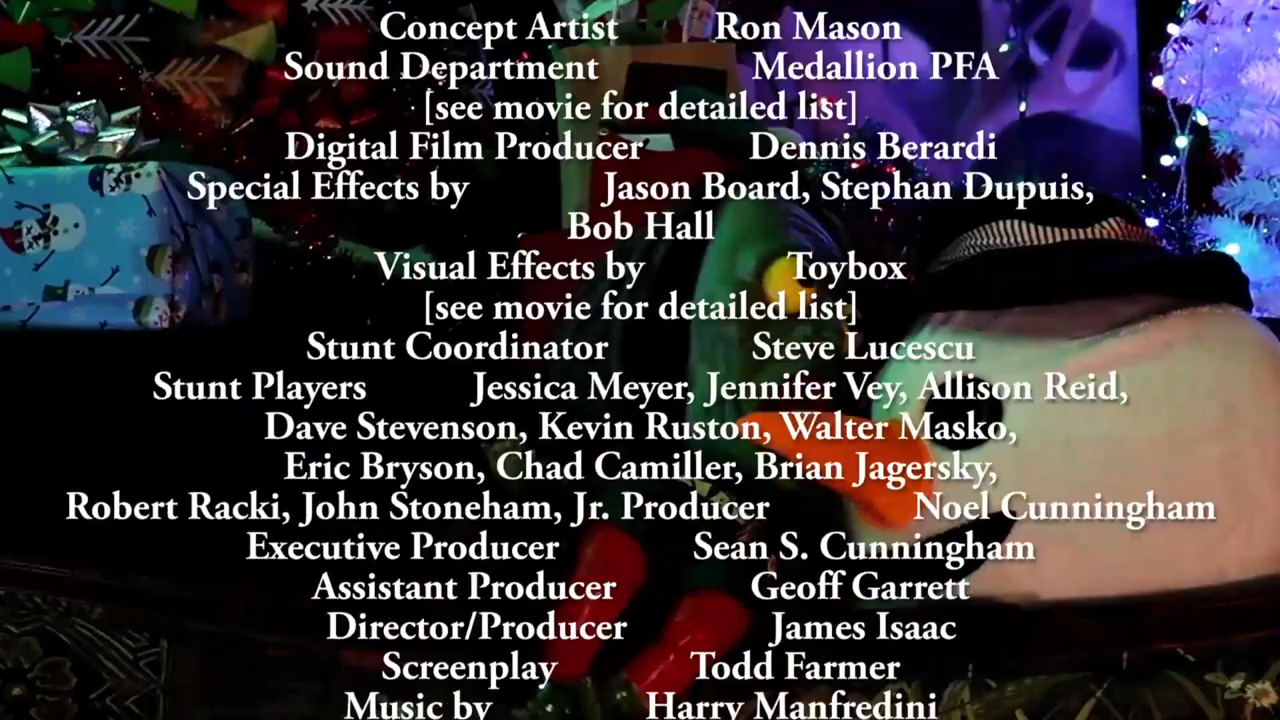 Concept Artist Ron Mason
Sound Department Medallion PFA
[see movie for detailed list]
Digital Film Producer Dennis Berardi
Special Effects by Jason Board, Stephan Dupuis,
Bob Hall
Visual Effects by Toybox
[see movie for detailed list]
Stunt Coordinator Steve Lucescu
Stunt Players Jessica Meyer, Jennifer Vey, Allison Reid,
Dave Stevenson, Kevin Ruston, Walter Masko,
Eric Bryson, Chad Camiller, Brian Jagersky,
Robert Racki, John Stoneham, Jr. Producer Noel Cunningham
Executive Producer Sean S. Cunningham
Assistant Producer Geoff Garrett
Director/Producer James Isaac
Screenplay Todd Farmer
Music by Harry Manfredini